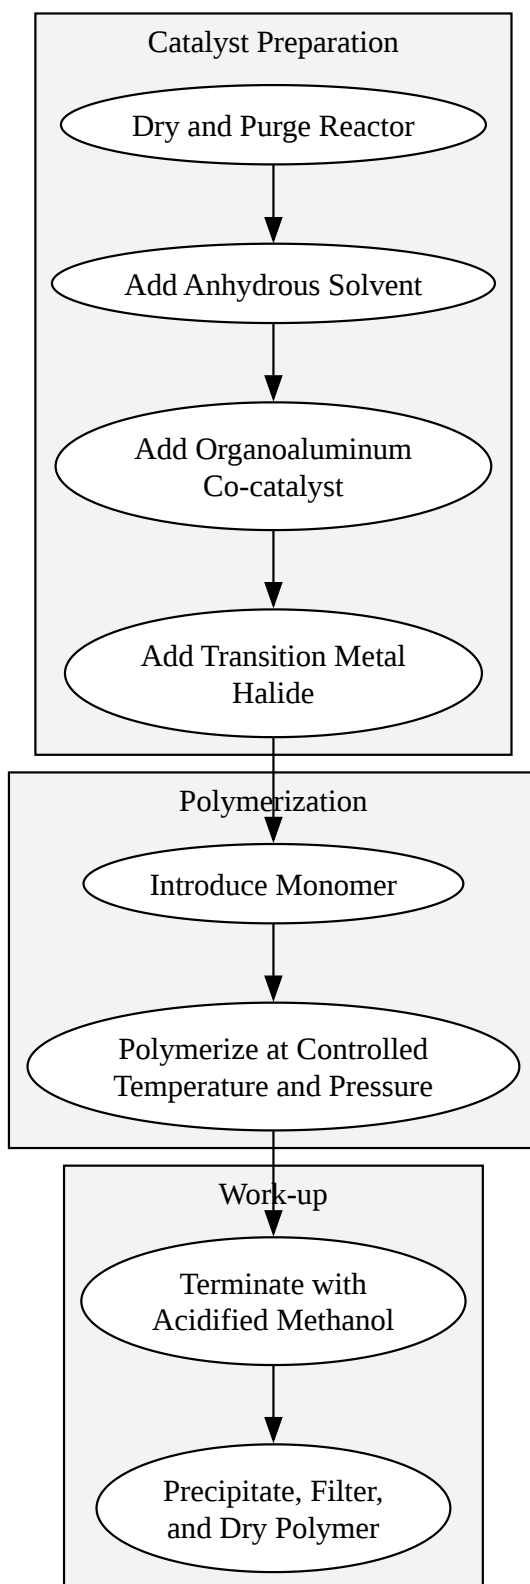 Catalyst Preparation
Dry and Purge Reactor
Add Anhydrous Solvent
Add Organoaluminum
Co-catalyst
Add Transition Metal
Halide
Polymerization
Introduce Monomer
Polymerize at Controlled
Temperature and Pressure
Work-up
Terminate with
Acidified Methanol
Precipitate, Filter,
and Dry Polymer